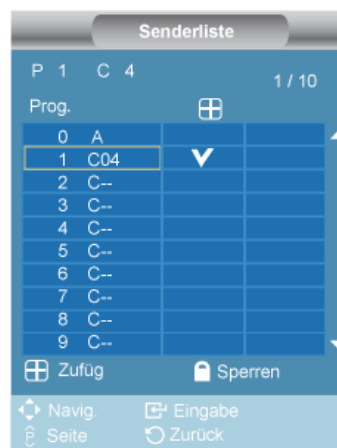 Senderliste
P 1 C 4
1 / 10
Prog.
0 A
1 C04
2 C--
3 C--
4 C--
5 C--
6 C--
7 C--
8 C--
9 C--
Zufüg Sperren
Navig. Eingabe
Seite Zurück